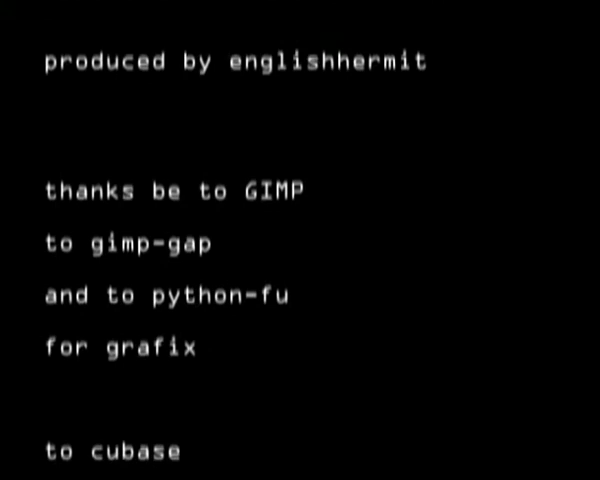 produced by englishhermit
thanks be to GIMP
to gimp-gap
and to python-fu
for grafix
to cubase